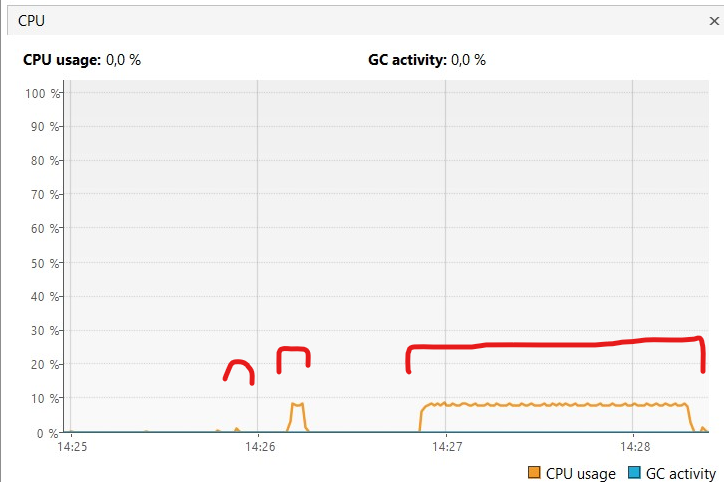 CPU ×
CPU usage: 0,0 % GC activity: 0,0 %
100 %
90 %
80 %
70 %
60 %
50 %
40 %
30 %
20 %
10 %
0 %
14:25 14:26 14:27 14:28
CPU usage GC activity